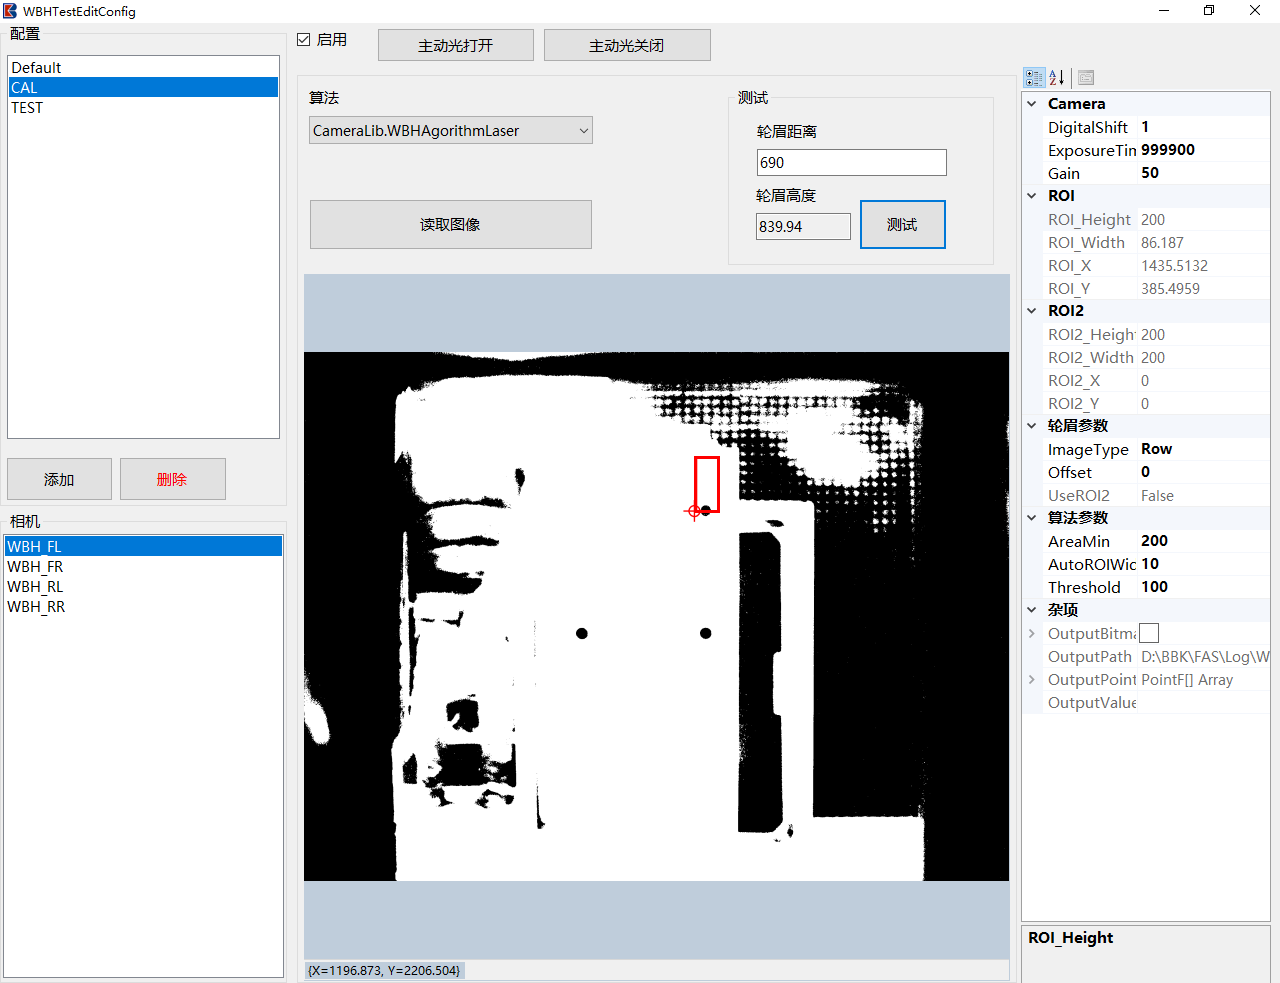 WBHTestEditConfig
配置
Default
CAL
TEST
添加
删除
相机
WBH_FL
WBH_FR
WBH_RL
WBH_RR
启用
主动光打开
主动光关闭
算法
CameraLib.WBHAgorithmLaser
读取图像
测试
轮眉距离
690
轮眉高度
839.94
测试
{X=1196.873, Y=2206.504}
Camera
DigitalShift 1
ExposureTim 999900
Gain 50
ROI
ROI_Height 200
ROI_Width 86.187
ROI_X 1435.5132
ROI_Y 385.4959
ROI2
ROI2_Height 200
ROI2_Width 200
ROI2_X 0
ROI2_Y 0
轮眉参数
ImageType Row
Offset 0
UseROI2 False
算法参数
AreaMin 200
AutoROIWid 10
Threshold 100
杂项
OutputBitma
OutputPath D:\BBK\FAS\Log\W
OutputPoint PointF[] Array
OutputValue
ROI_Height